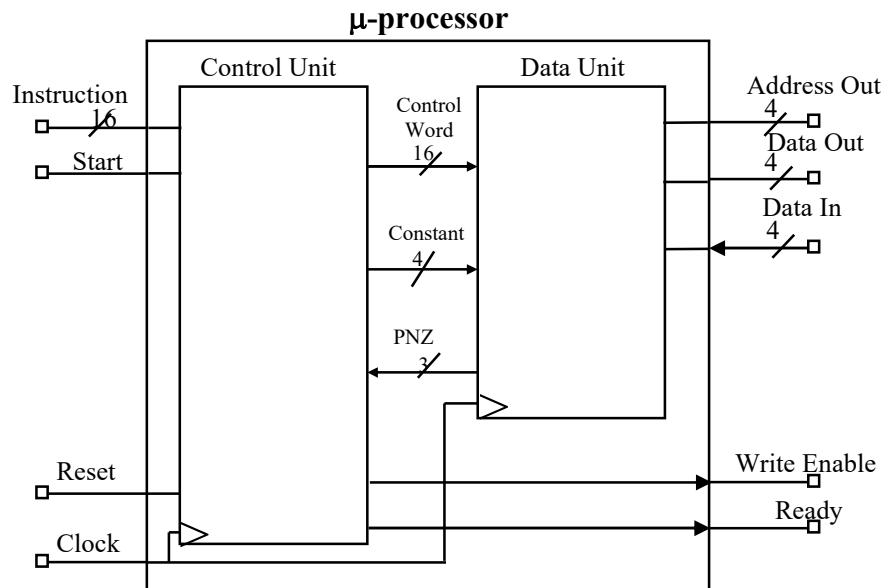 μ-processor
Control Unit
Data Unit
Instruction
16
Start
Control
Word
16
Address Out
4
Data Out
4
Data In
4
Constant
4
PNZ
3
Reset
Write Enable
Ready
Clock